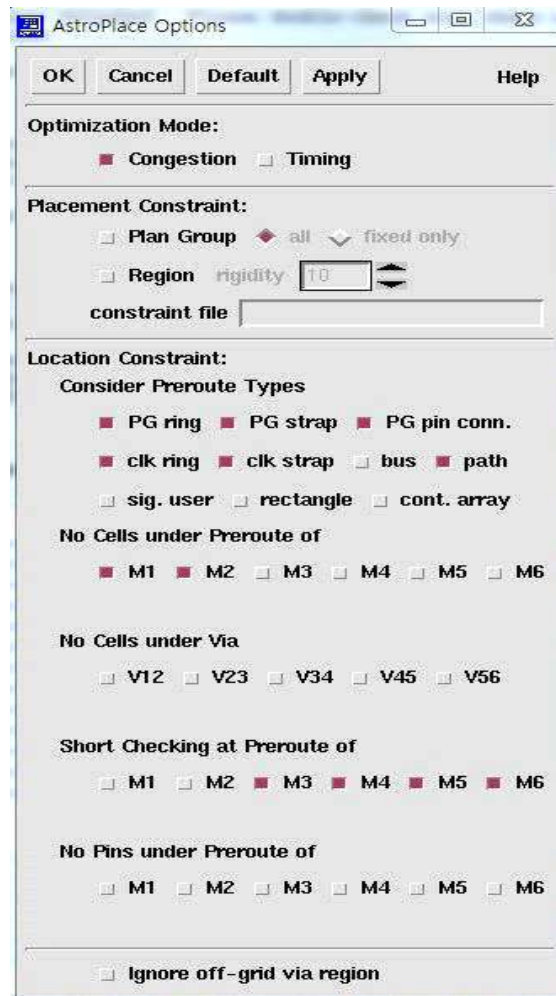 AstroPlace Options
OK Cancel Default Apply Help
Optimization Mode:
Congestion Timing
Placement Constraint:
Plan Group all fixed only
Region rigidity 10
constraint file
Location Constraint:
Consider Preroute Types
PG ring PG strap PG pin conn.
clk ring clk strap bus path
sig. user rectangle cont. array
No Cells under Preroute of
M1 M2 M3 M4 M5 M6
No Cells under Via
V12 V23 V34 V45 V56
Short Checking at Preroute of
M1 M2 M3 M4 M5 M6
No Pins under Preroute of
M1 M2 M3 M4 M5 M6
Ignore off-grid via region